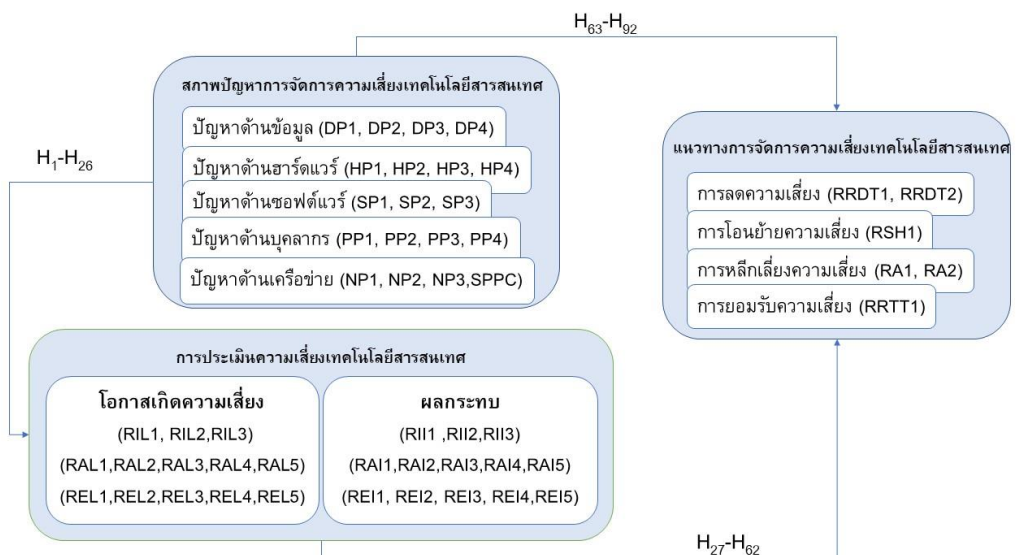 H63-H92
สภาพปัญหาการจัดการความเสี่ยงเทคโนโลยีสารสนเทศ
ปัญหาด้านข้อมูล (DP1, DP2, DP3, DP4)
ปัญหาด้านฮาร์ดแวร์ (HP1, HP2, HP3, HP4)
ปัญหาด้านซอฟต์แวร์ (SP1, SP2, SP3)
ปัญหาด้านบุคลากร (PP1, PP2, PP3, PP4)
ปัญหาด้านเครือข่าย (NP1, NP2, NP3,SPPC)
H1-H26
แนวทางการจัดการความเสี่ยงเทคโนโลยีสารสนเทศ
การลดความเสี่ยง (RRDT1, RRDT2)
การโอนย้ายความเสี่ยง (RSH1)
การหลีกเลี่ยงความเสี่ยง (RA1, RA2)
การยอมรับความเสี่ยง (RRTT1)
การประเมินความเสี่ยงเทคโนโลยีสารสนเทศ
โอกาสเกิดความเสี่ยง
(RIL1, RIL2,RIL3)
(RAL1,RAL2,RAL3,RAL4,RAL5)
(REL1,REL2,REL3,REL4,REL5)
ผลกระทบ
(RII1 ,RII2,RII3)
(RAI1,RAI2,RAI3,RAI4,RAI5)
(REI1, REI2, REI3, REI4,REI5)
H27-H62